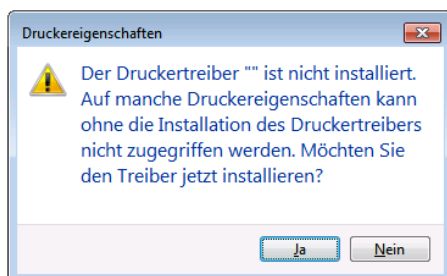 Druckereigenschaften
Der Druckertreiber "" ist nicht installiert.
Auf manche Druckereigenschaften kann
ohne die Installation des Druckertreibers
nicht zugegriffen werden. Möchten Sie
den Treiber jetzt installieren?
Ja
Nein